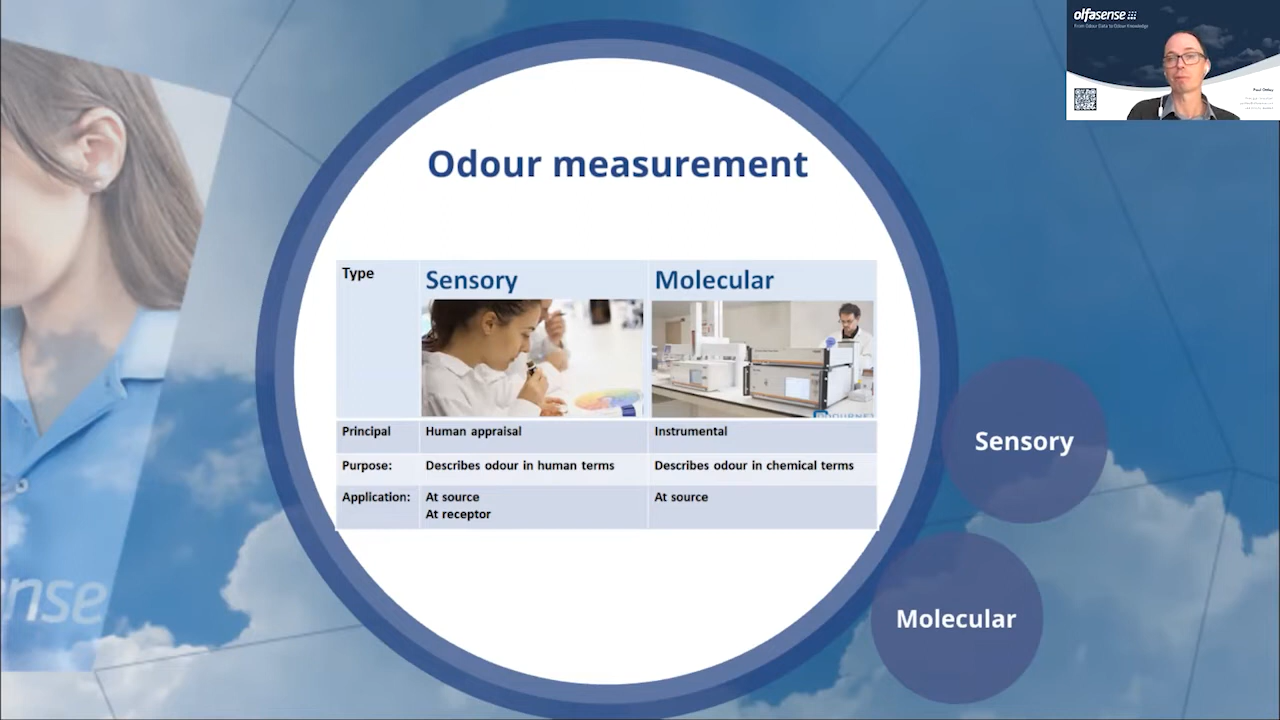 olfasense
From Odour Data to Odour Knowledge
Odour measurement
Type
Sensory
Molecular
Principal
Human appraisal
Instrumental
Purpose:
Describes odour in human terms
Describes odour in chemical terms
Application:
At source
At receptor
At source
Sensory
Molecular
nse